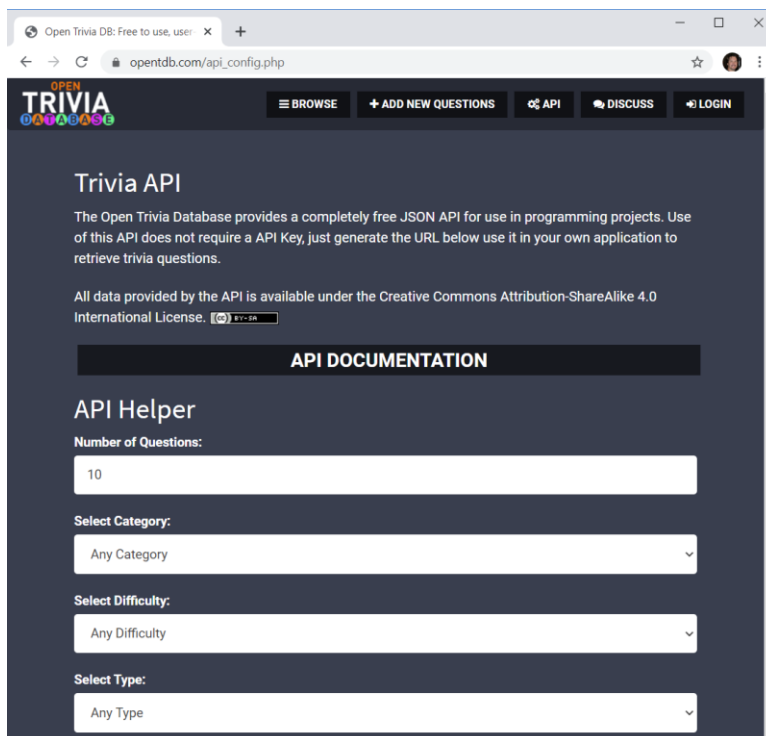 Open Trivia DB: Free to use, user
opentdb.com/api_config.php
OPEN
TRIVIA
DATABASE
BROWSE
+ ADD NEW QUESTIONS
API
DISCUSS
LOGIN
Trivia API
The Open Trivia Database provides a completely free JSON API for use in programming projects. Use
of this API does not require a API Key, just generate the URL below use it in your own application to
retrieve trivia questions.
All data provided by the API is available under the Creative Commons Attribution-ShareAlike 4.0
International License. (cc) BY-SA
API DOCUMENTATION
API Helper
Number of Questions:
10
Select Category:
Any Category
Select Difficulty:
Any Difficulty
Select Type:
Any Type